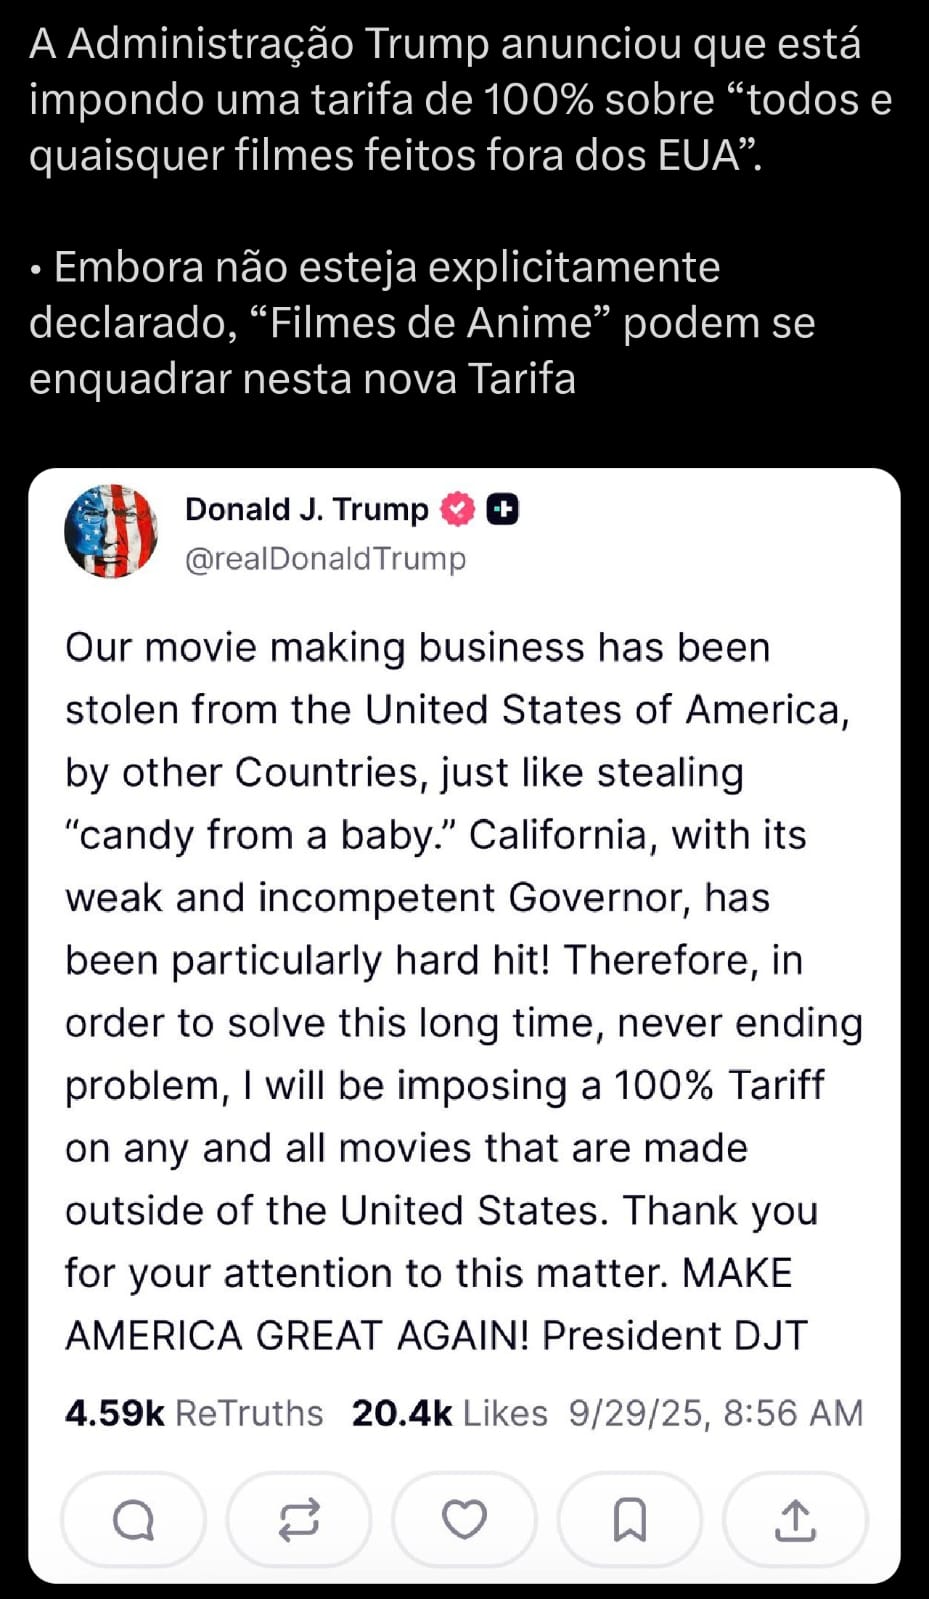 A Administração Trump anunciou que está
impondo uma tarifa de 100% sobre “todos e
quaisquer filmes feitos fora dos EUA”.
• Embora não esteja explicitamente
declarado, “Filmes de Anime” podem se
enquadrar nesta nova Tarifa
Donald J. Trump
@realDonaldTrump
Our movie making business has been
stolen from the United States of America,
by other Countries, just like stealing
“candy from a baby.” California, with its
weak and incompetent Governor, has
been particularly hard hit! Therefore, in
order to solve this long time, never ending
problem, I will be imposing a 100% Tariff
on any and all movies that are made
outside of the United States. Thank you
for your attention to this matter. MAKE
AMERICA GREAT AGAIN! President DJT
4.59k ReTruths 20.4k Likes 9/29/25, 8:56 AM